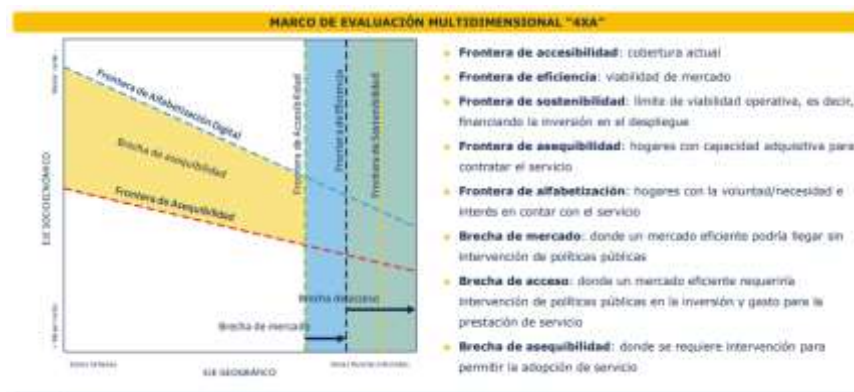 MARCO DE EVALUACIÓN MULTIDIMENSIONAL "4XA"
Frontera de Alfabetización Digital
Brecha de asequibilidad
Frontera de Asequibilidad
Frontera de Accesibilidad
Frontera de Eficiencia
Frontera de Sostenibilidad
Brecha de acceso
Brecha de mercado
EJE SOCIOECONÓMICO
EJE GEOGRÁFICO
Frontera de accesibilidad: cobertura actual
Frontera de eficiencia: viabilidad de mercado
Frontera de sostenibilidad: límite de viabilidad operativa, es decir,
financiando la inversión en el despliegue
Frontera de asequibilidad: hogares con capacidad adquisitiva para
contratar el servicio
Frontera de alfabetización: hogares con la voluntad/necesidad e
interés en contar con el servicio
Brecha de mercado: donde un mercado eficiente podría llegar sin
intervención de políticas públicas
Brecha de acceso: donde un mercado eficiente requeriría
intervención de políticas públicas en la inversión y gasto para la
prestación de servicio
Brecha de asequibilidad: donde se requiere intervención para
permitir la adopción de servicio